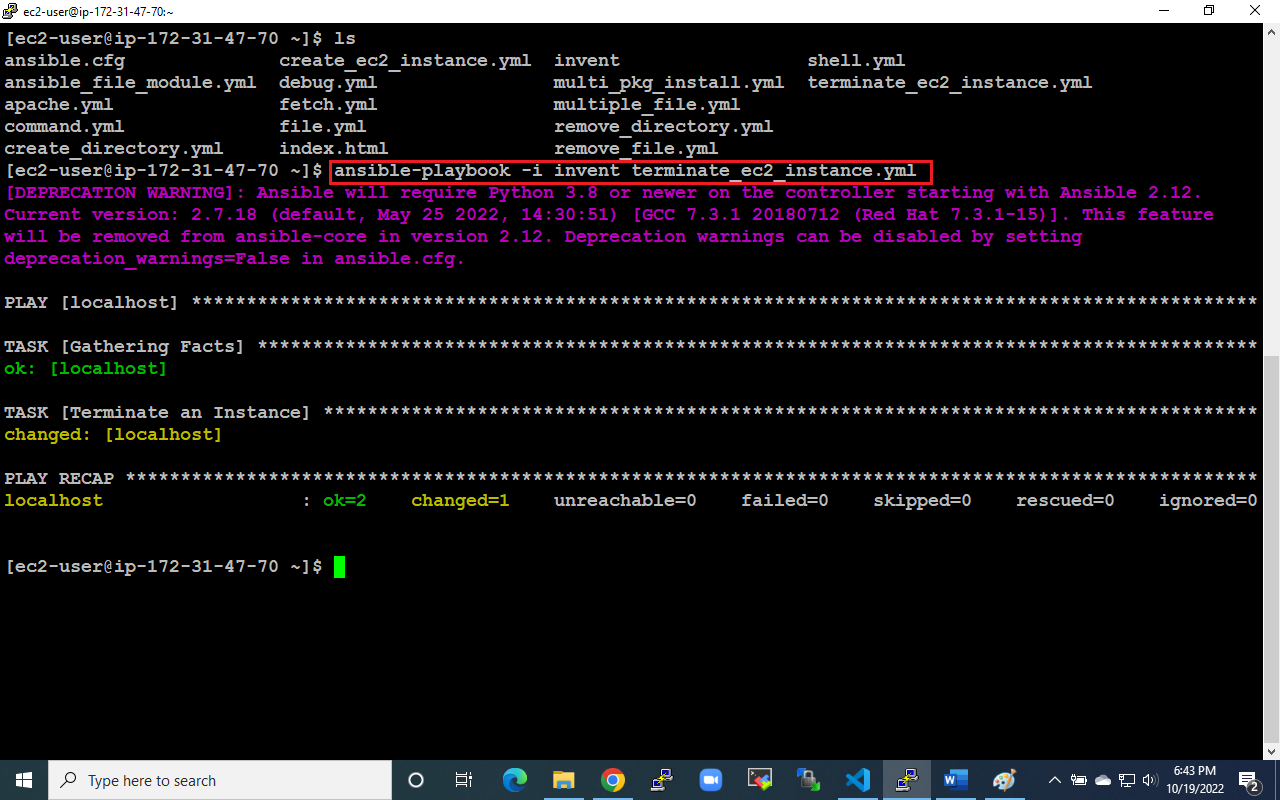 ec2-user@ip-172-31-47-70:~
[ec2-user@ip-172-31-47-70 ~]$ ls
ansible.cfg              create_ec2_instance.yml  invent                 shell.yml
ansible_file_module.yml  debug.yml                multi_pkg_install.yml  terminate_ec2_instance.yml
apache.yml               fetch.yml                multiple_file.yml
command.yml              file.yml                 remove_directory.yml
create_directory.yml     index.html               remove_file.yml
[ec2-user@ip-172-31-47-70 ~]$ ansible-playbook -i invent terminate_ec2_instance.yml
[DEPRECATION WARNING]: Ansible will require Python 3.8 or newer on the controller starting with Ansible 2.12.
Current version: 2.7.18 (default, May 25 2022, 14:30:51) [GCC 7.3.1 20180712 (Red Hat 7.3.1-15)]. This feature
will be removed from ansible-core in version 2.12. Deprecation warnings can be disabled by setting
deprecation_warnings=False in ansible.cfg.
PLAY [localhost] *************************************************************************************************
TASK [Gathering Facts] *******************************************************************************************
ok: [localhost]
TASK [Terminate an Instance] *************************************************************************************
changed: [localhost]
PLAY RECAP *******************************************************************************************************
localhost                  : ok=2    changed=1    unreachable=0    failed=0    skipped=0    rescued=0    ignored=0
[ec2-user@ip-172-31-47-70 ~]$
Type here to search
6:43 PM
10/19/2022
2